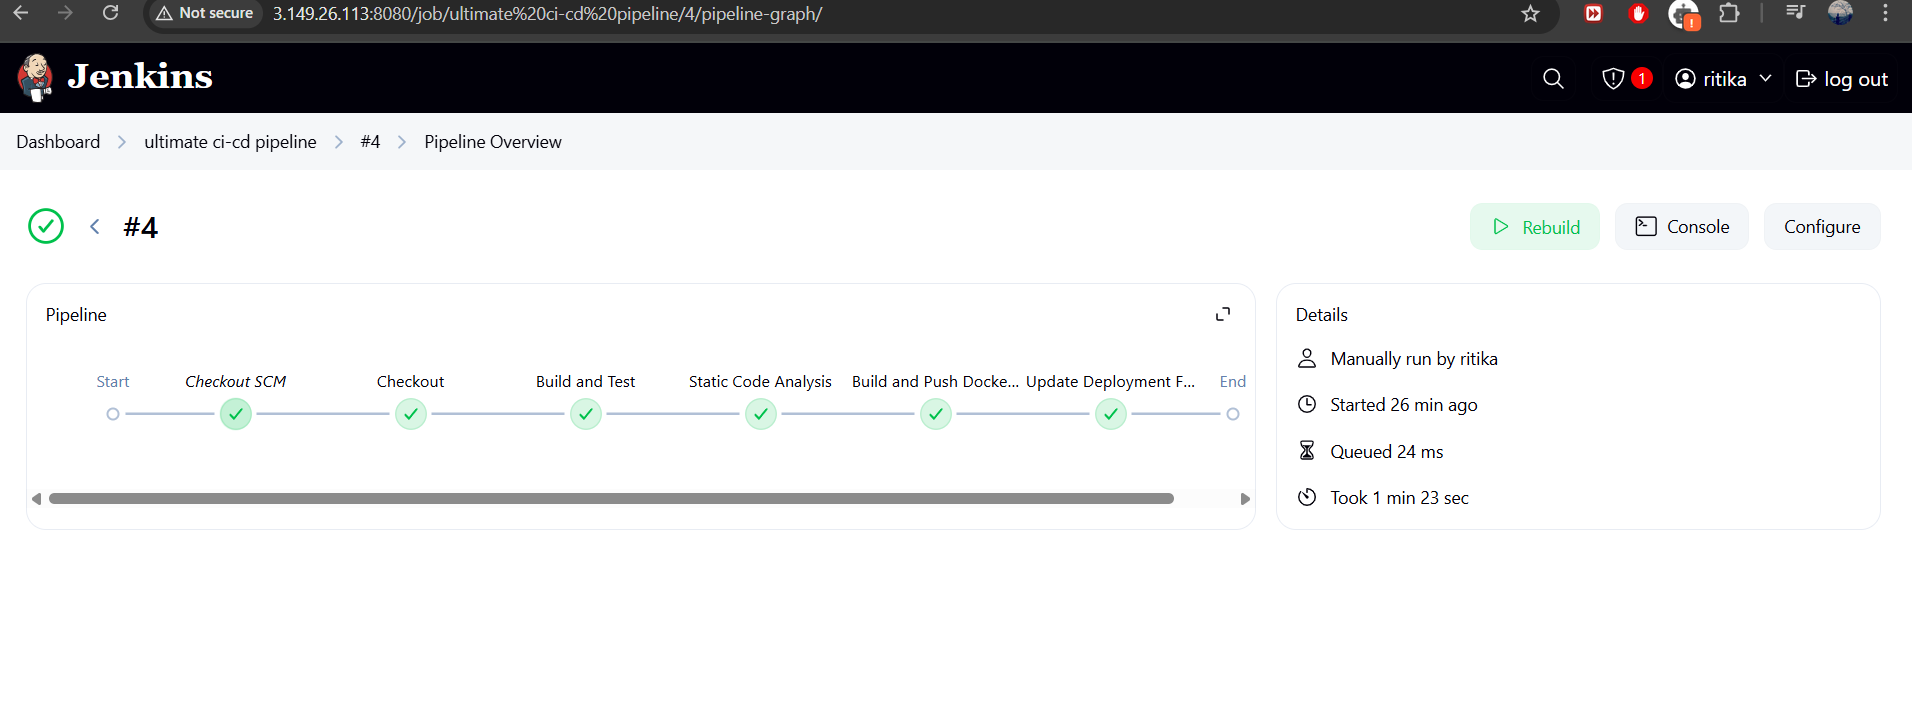 Not secure 3.149.26.113:8080/job/ultimate%20ci-cd%20pipeline/4/pipeline-graph/
!
Jenkins
1 ritika log out
Dashboard ultimate ci-cd pipeline #4 Pipeline Overview
#4
Rebuild Console Configure
Pipeline
Start Checkout SCM Checkout Build and Test Static Code Analysis Build and Push Docke... Update Deployment F... End
Details
Manually run by ritika
Started 26 min ago
Queued 24 ms
Took 1 min 23 sec